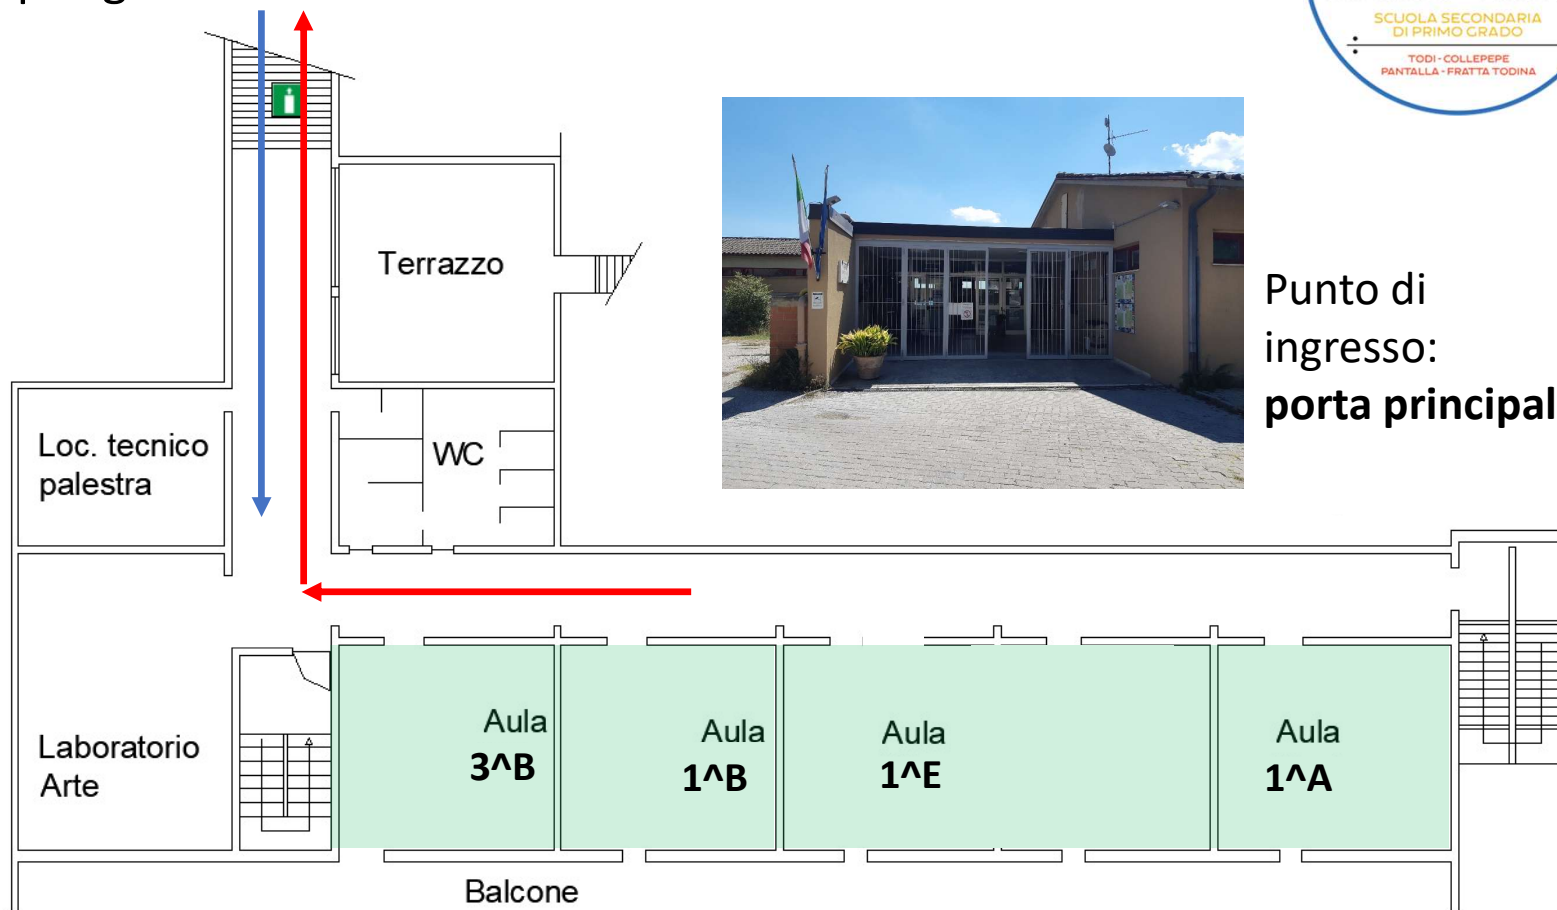 SCUOLA SECONDARIA
DI PRIMO GRADO
TODI - COLLEPEPE
PANTALLA - FRATTA TODINA
Terrazzo
Punto di
ingresso:
porta principal
Loc. tecnico
palestra
WC
Laboratorio
Arte
Aula
3^B
Aula
1^B
Aula
1^E
Aula
1^A
Balcone